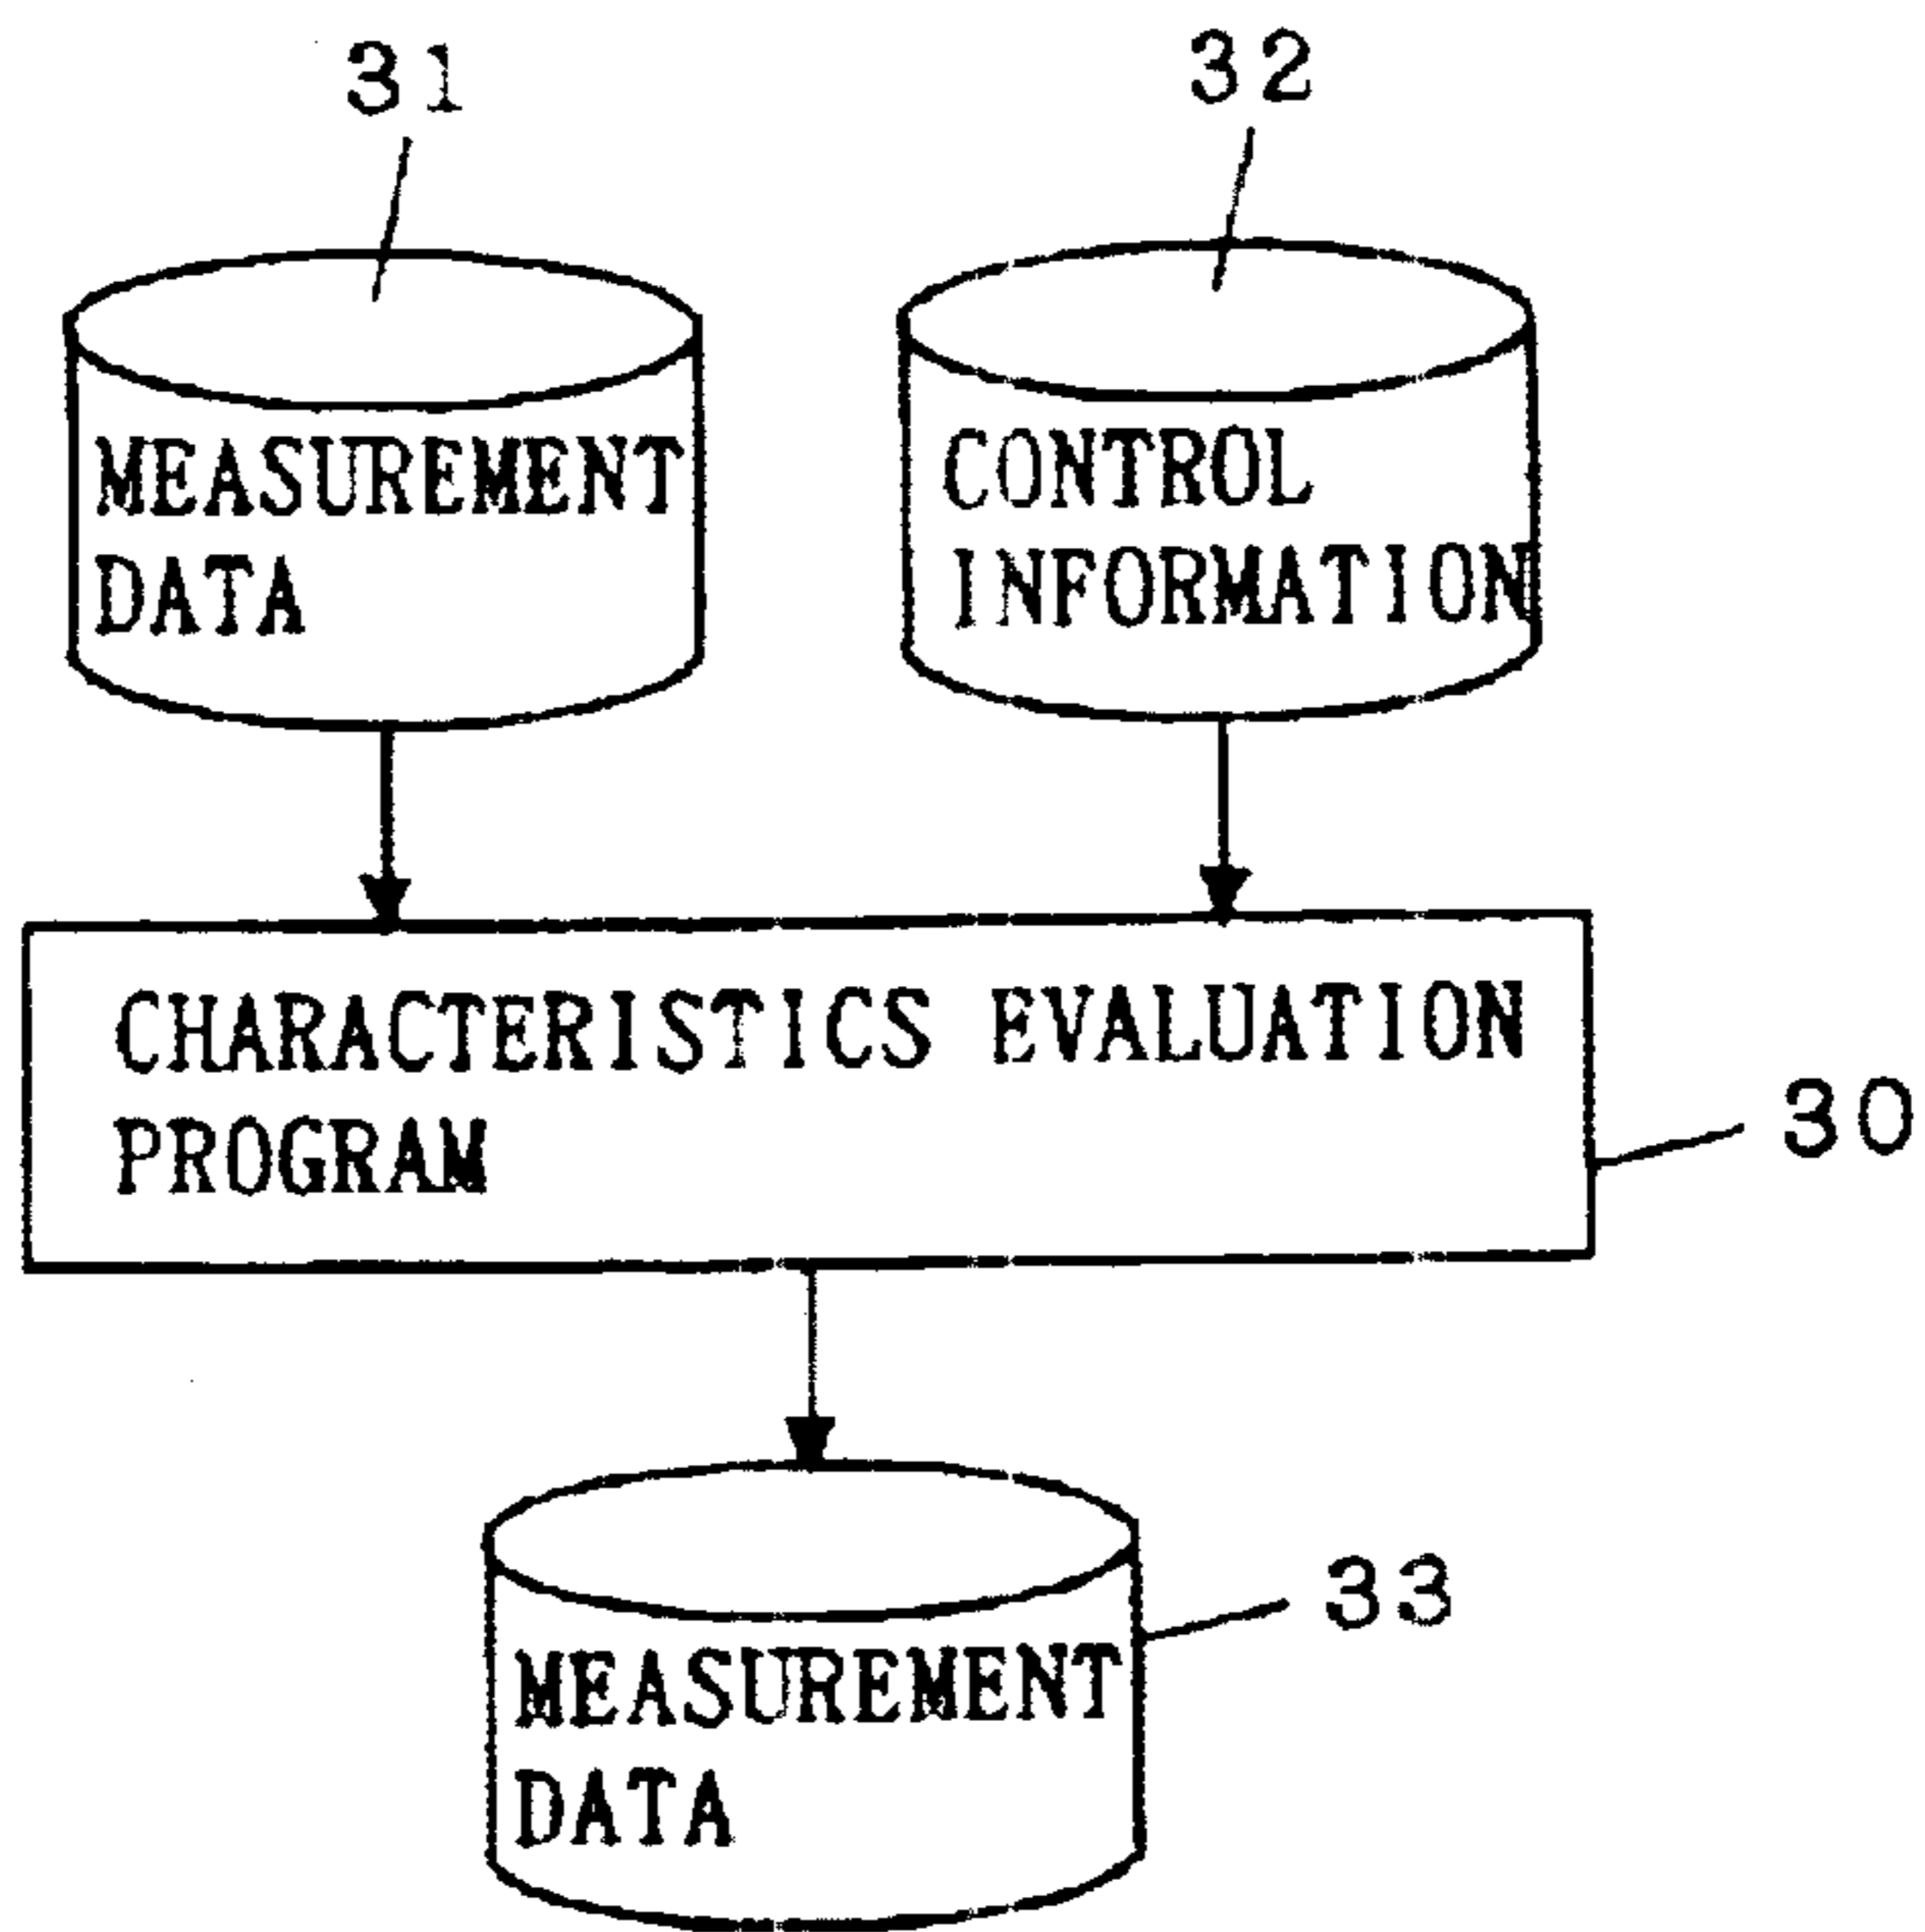 31
32
MEASUREMENT
DATA
CONTROL
INFORMATION
CHARACTERISTICS EVALUATION
PROGRAM
30
33
MEASUREMENT
DATA